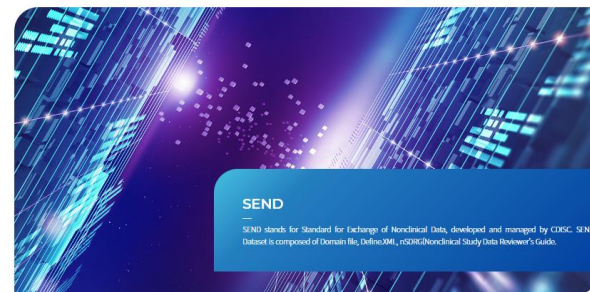 SEND
SEND stands for Standard for Exchange of Nonclinical Data, developed and managed by CDISC. SEN
Dataset is composed of Domain file, Define.XML, nSDRG(Nonclinical Study Data Reviewer's Guide.